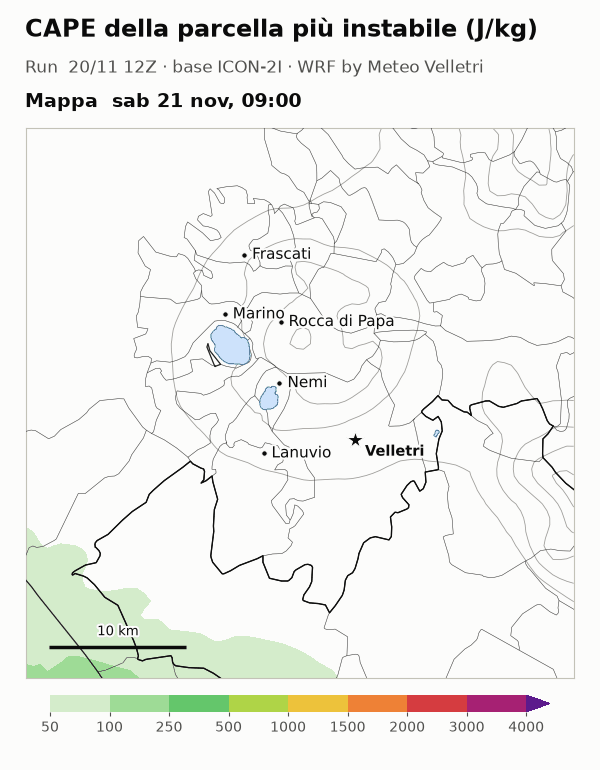 CAPE della parcella più instabile (J/kg)
Run  20/11 12Z · base ICON-2I · WRF by Meteo Velletri
Mappa  sab 21 nov, 09:00
Frascati
Marino
Rocca di Papa
Nemi
Velletri
Lanuvio
10 km
50 100 250 500 1000 1500 2000 3000 4000